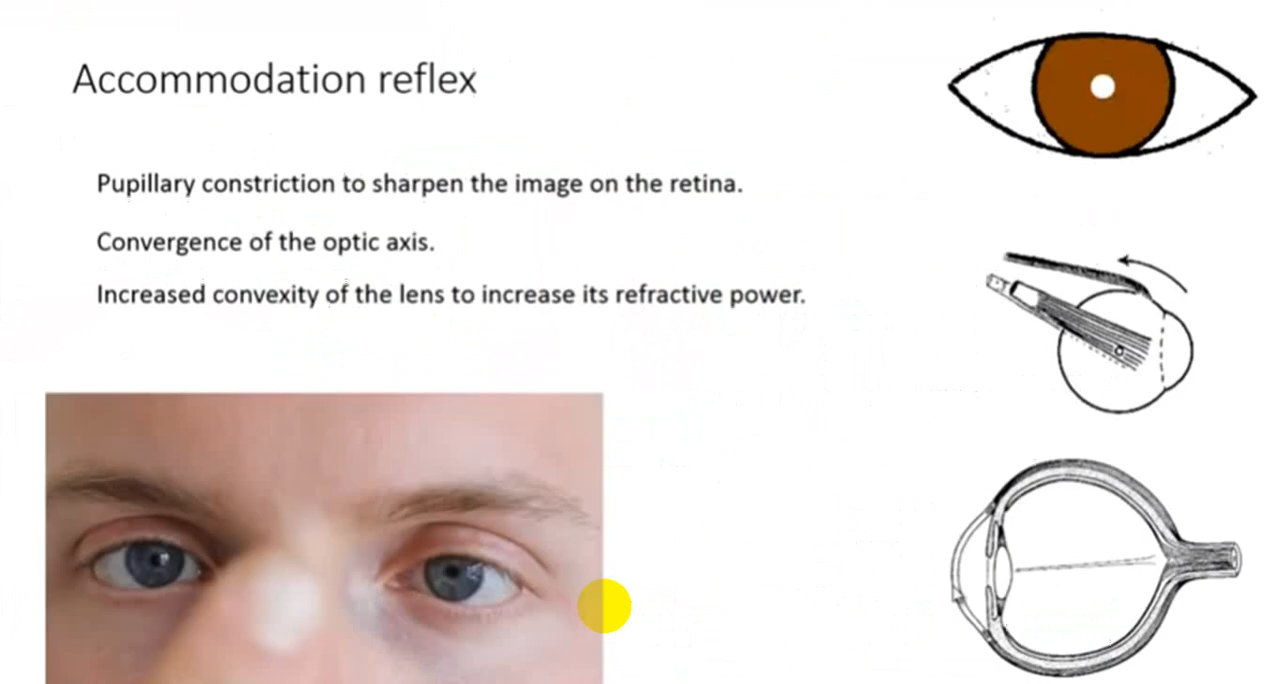 Accommodation reflex
Pupillary constriction to sharpen the image on the retina.
Convergence of the optic axis.
Increased convexity of the lens to increase its refractive power.